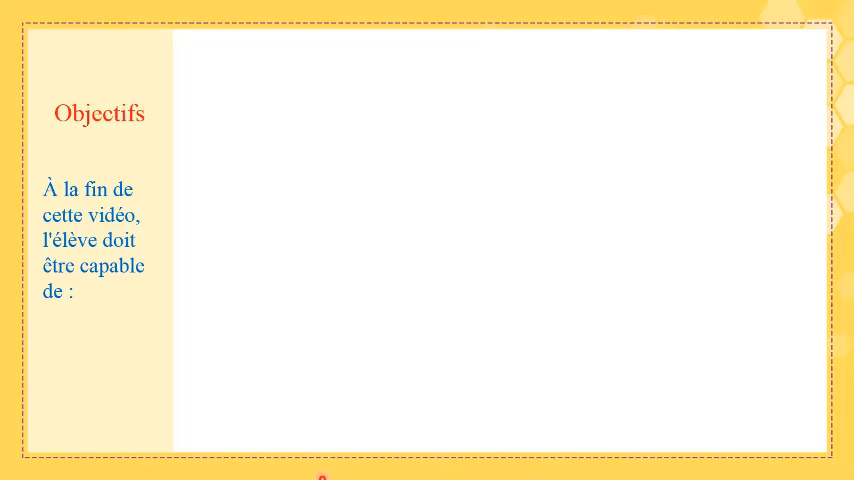 Objectifs
À la fin de
cette vidéo,
l'élève doit
être capable
de :